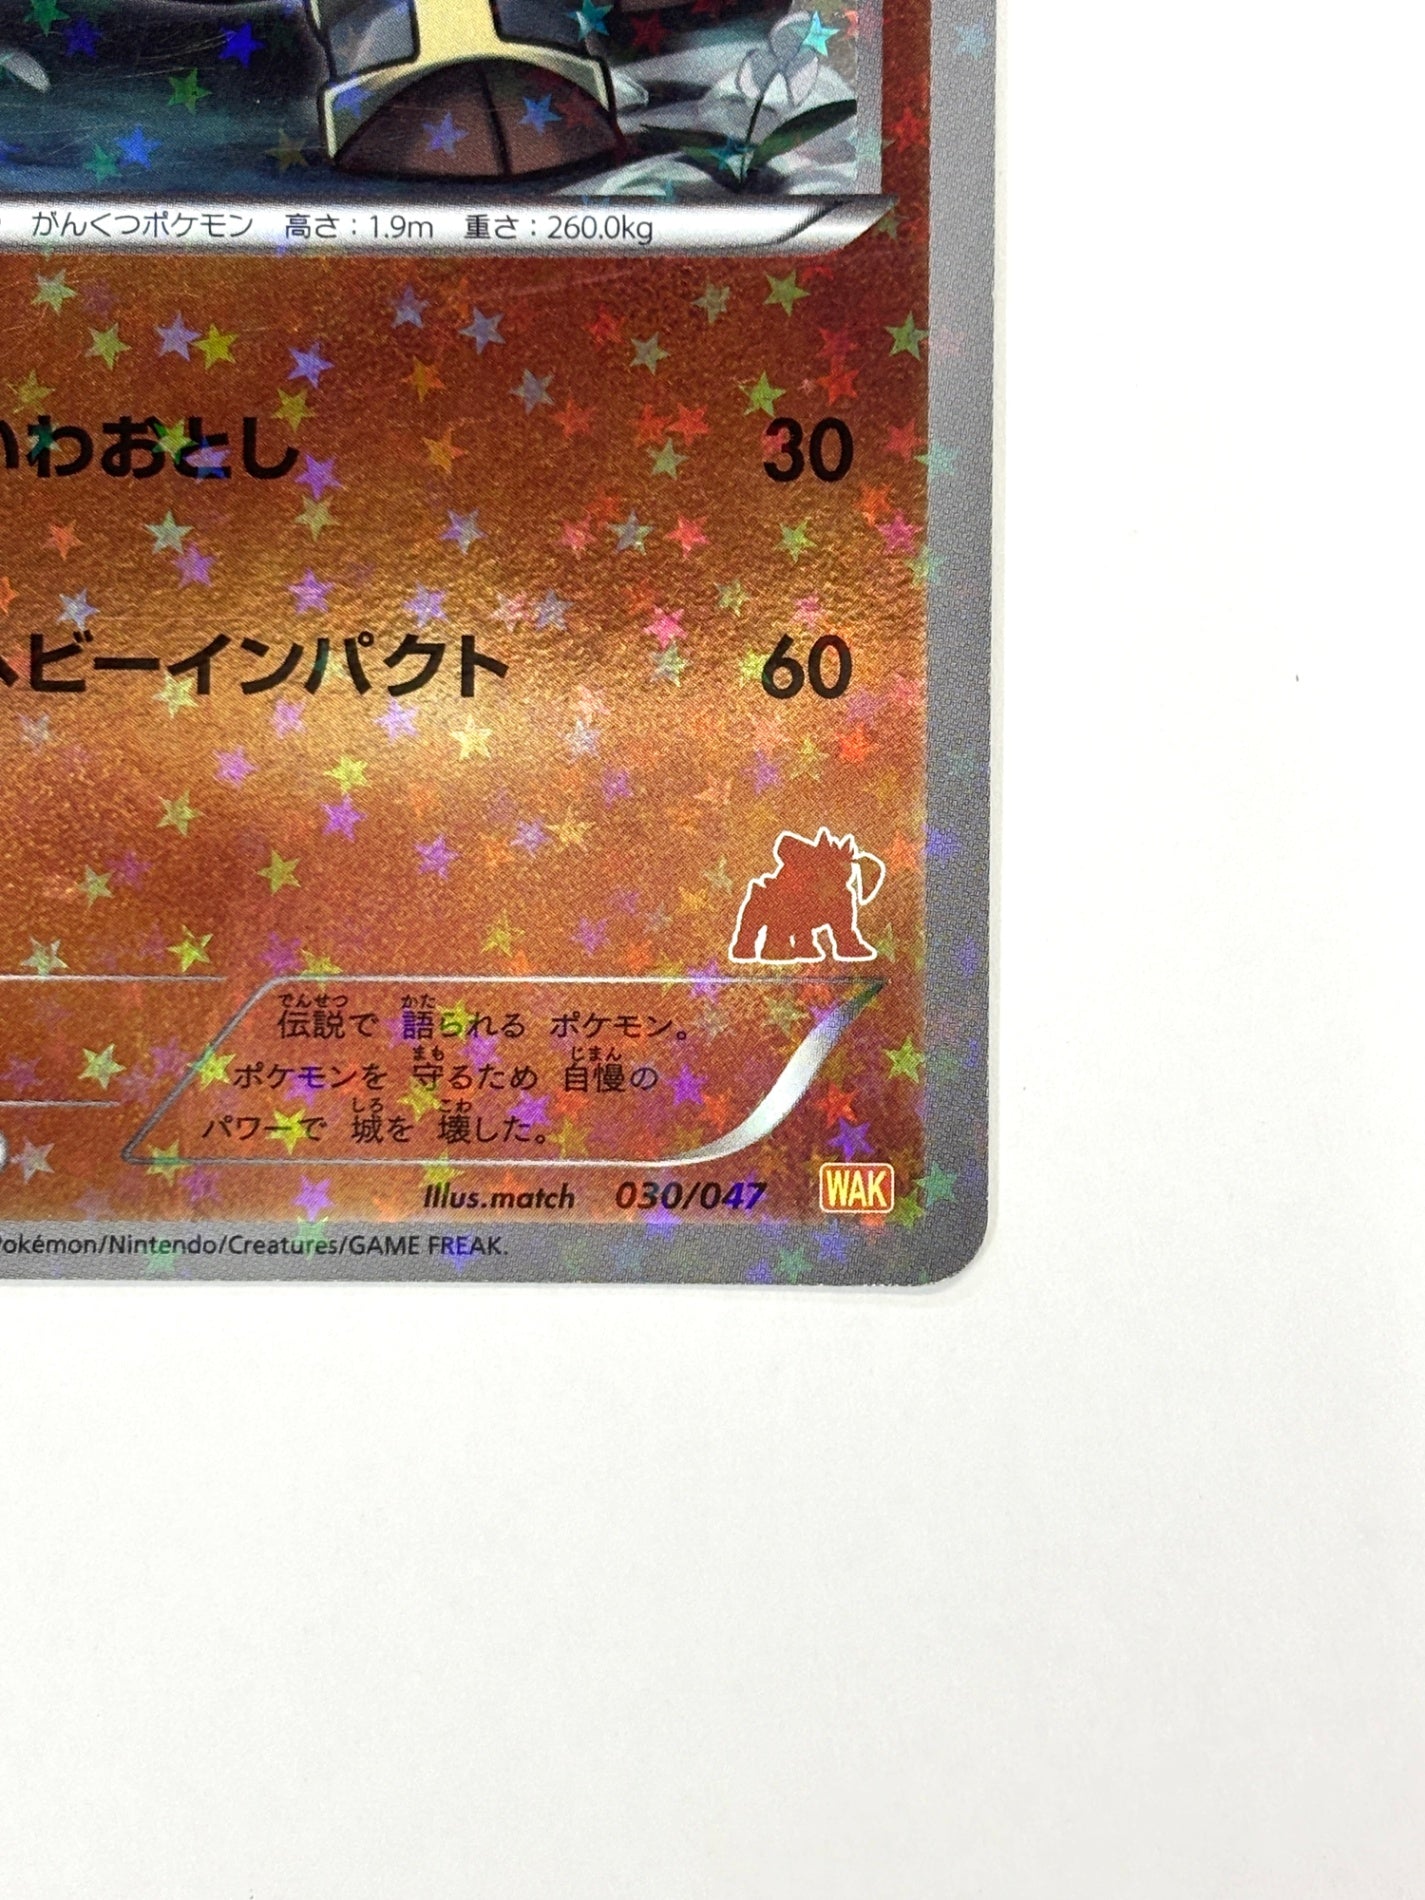 がんくつポケモン 高さ：1.9m 重さ：260.0kg
わおとし 30
ヘビーインパクト 60
でんせつ かた
伝説で 語られる ポケモン。
まも じまん
ポケモンを 守るため 自慢の
しろ こわ
パワーで 城を 壊した。
Illus.match 030/047 WAK
Pokémon/Nintendo/Creatures/GAME FREAK.